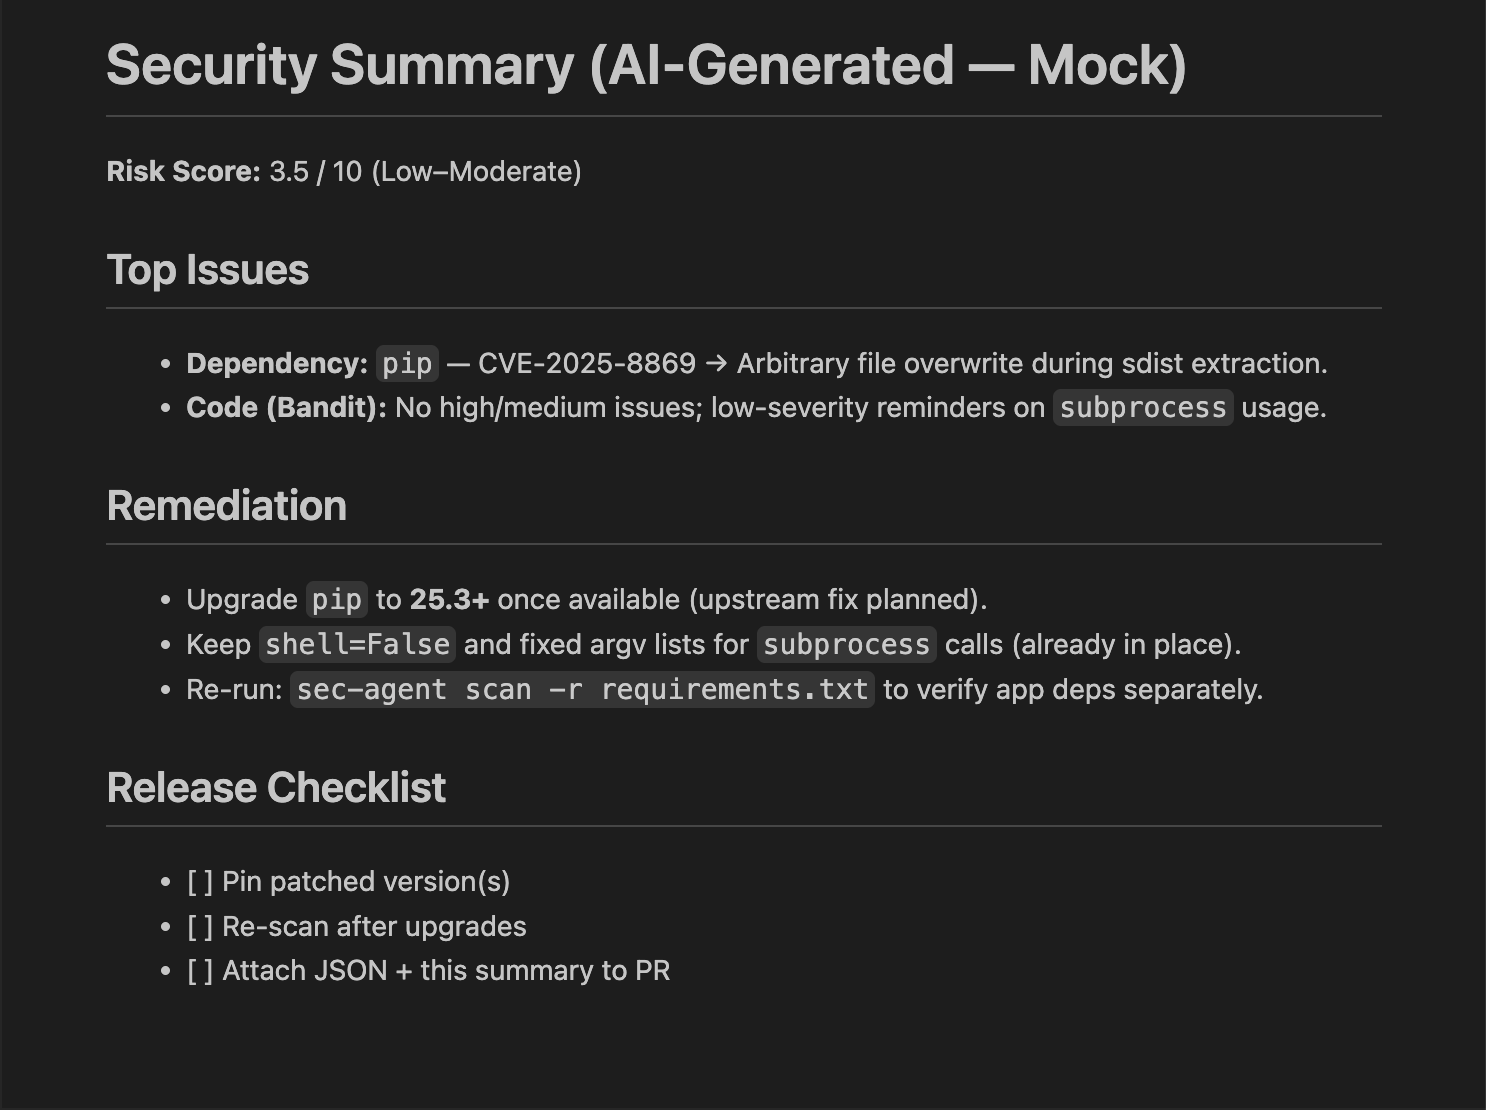 Security Summary (AI-Generated — Mock)
Risk Score: 3.5 / 10 (Low–Moderate)
Top Issues
• Dependency: pip — CVE-2025-8869 → Arbitrary file overwrite during sdist extraction.
• Code (Bandit): No high/medium issues; low-severity reminders on subprocess usage.
Remediation
• Upgrade pip to 25.3+ once available (upstream fix planned).
• Keep shell=False and fixed argv lists for subprocess calls (already in place).
• Re-run: sec-agent scan -r requirements.txt to verify app deps separately.
Release Checklist
• [ ] Pin patched version(s)
• [ ] Re-scan after upgrades
• [ ] Attach JSON + this summary to PR